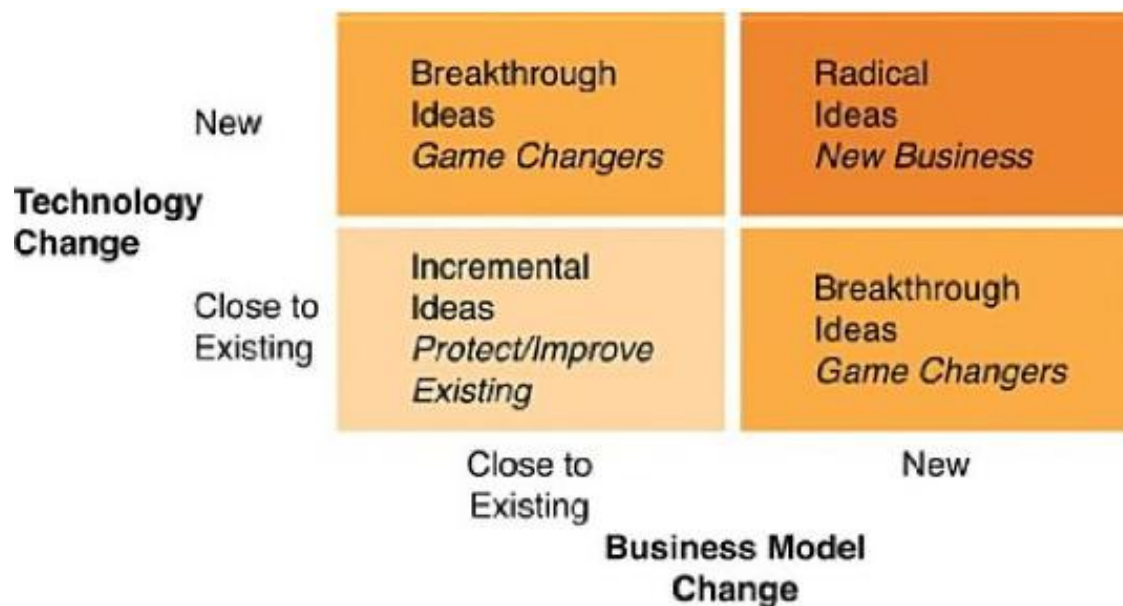 New
Breakthrough
Ideas
Game Changers
Radical
Ideas
New Business
Technology
Change
Close to
Existing
Incremental
Ideas
Protect/Improve
Existing
Breakthrough
Ideas
Game Changers
Close to
Existing
New
Business Model
Change